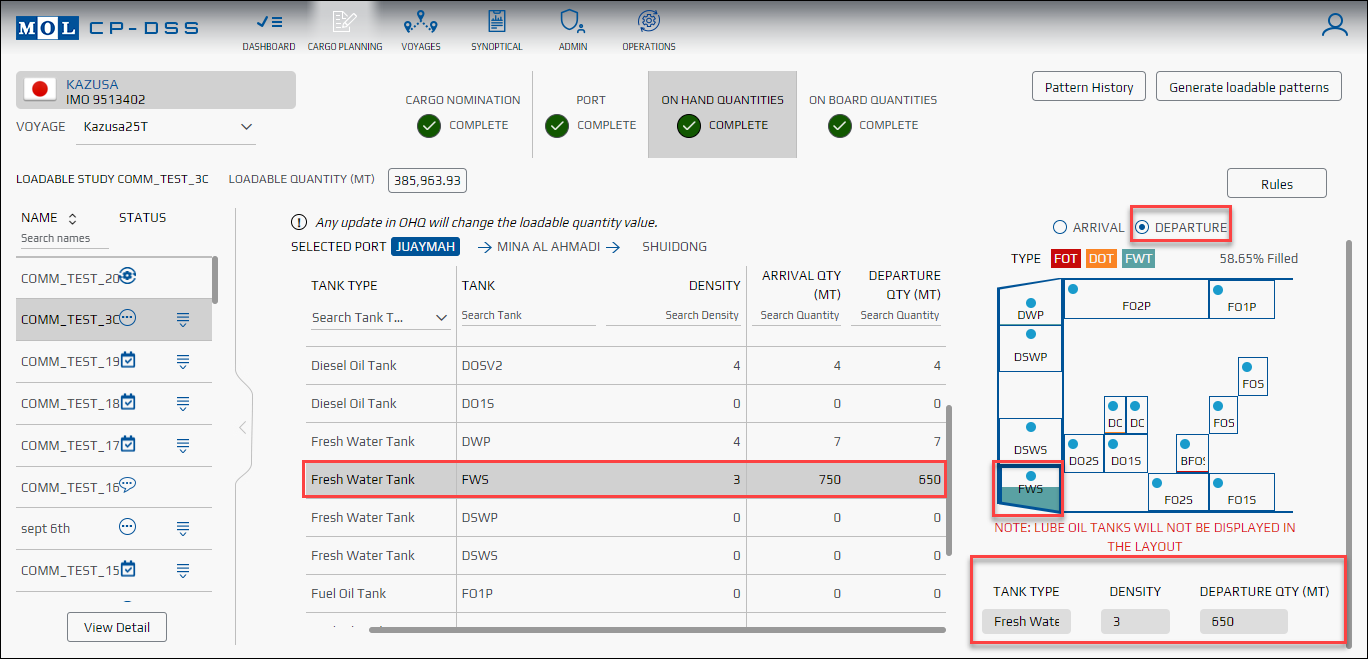 MOL CP-DSS
DASHBOARD
CARGO PLANNING
VOYAGES
SYNOPTICAL
ADMIN
OPERATIONS
KAZUSA
IMO 9513402
VOYAGE Kazusa25T
CARGO NOMINATION
COMPLETE
PORT
COMPLETE
ON HAND QUANTITIES
COMPLETE
ON BOARD QUANTITIES
COMPLETE
Pattern History
Generate loadable patterns
LOADABLE STUDY COMM_TEST_3C LOADABLE QUANTITY (MT) 385,963.93
Rules
NAME STATUS
Search names
COMM_TEST_20
COMM_TEST_3C
COMM_TEST_19
COMM_TEST_18
COMM_TEST_17
COMM_TEST_16
sept 6th
COMM_TEST_15
View Detail
Any update in OHQ will change the loadable quantity value.
SELECTED PORT JUAYMAH MINA AL AHMADI SHUIDONG
TANK TYPE TANK DENSITY ARRIVAL QTY (MT) DEPARTURE QTY (MT)
Search Tank T... Search Tank Search Density Search Quantity Search Quantity
Diesel Oil Tank DOSV2 4 4 4
Diesel Oil Tank DO1S 0 0 0
Fresh Water Tank DWP 4 7 7
Fresh Water Tank FWS 3 750 650
Fresh Water Tank DSWP 0 0 0
Fresh Water Tank DSWS 0 0 0
Fuel Oil Tank FO1P 0 0 0
ARRIVAL DEPARTURE
TYPE FOT DOT FWT 58.65% Filled
DWP FO2P FO1P
DSWP
FOS
DC DC FOS
DSWS DO2S DO1S BFOS
FWS FO2S FO1S
NOTE: LUBE OIL TANKS WILL NOT BE DISPLAYED IN
THE LAYOUT
TANK TYPE DENSITY DEPARTURE QTY (MT)
Fresh Wate 3 650